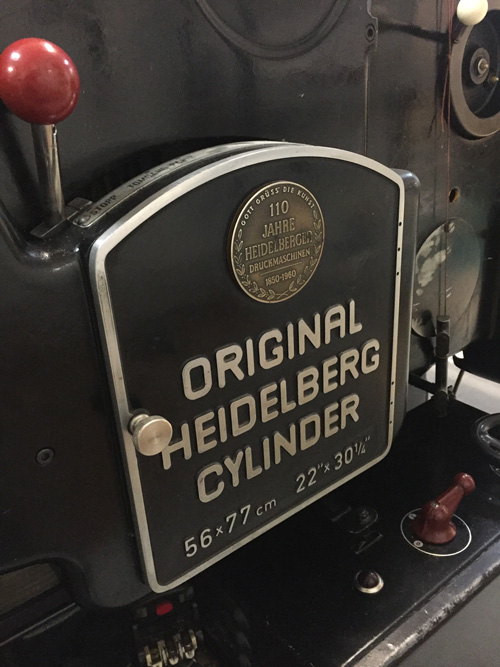 STOPP
GOTT GRÜSS DIE KUNST
110
JAHRE
HEIDELBERGER
DRUCKMASCHINEN
1850-1960
ORIGINAL
HEIDELBERG
CYLINDER
56×77 cm 22"×30¼"